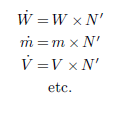 Ẇ = W × N′
ṁ = m × N′
V̇ = V × N′
etc.